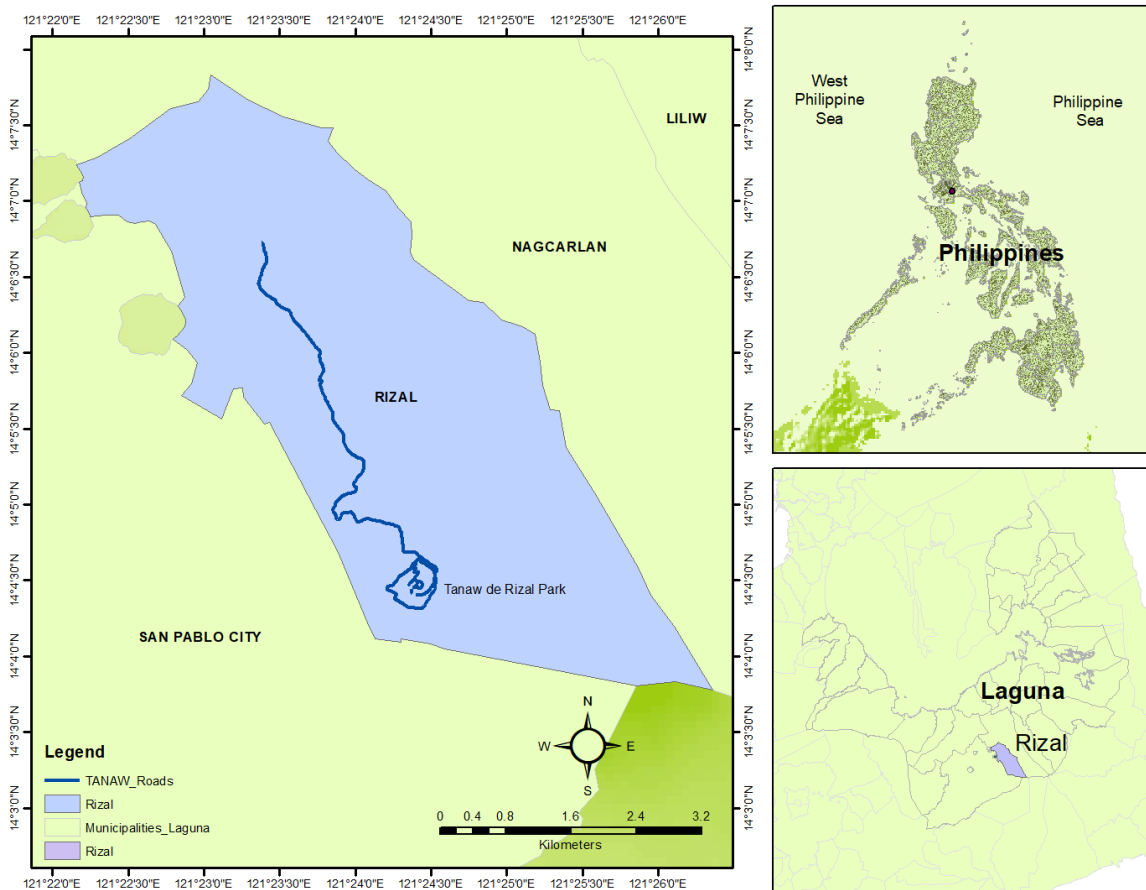 121°22'0"E 121°22'30"E 121°23'0"E 121°23'30"E 121°24'0"E 121°24'30"E 121°25'0"E 121°25'30"E 121°26'0"E
14°8'0"N
14°7'30"N
14°7'0"N
14°6'30"N
14°6'0"N
14°5'30"N
14°5'0"N
14°4'30"N
14°4'0"N
14°3'30"N
14°3'0"N
LILIW
NAGCARLAN
RIZAL
Tanaw de Rizal Park
SAN PABLO CITY
N
W E
S
Legend
TANAW_Roads
Rizal
Municipalities_Laguna
Rizal
0 0.4 0.8 1.6 2.4 3.2
Kilometers
14°8'0"N
14°7'30"N
14°7'0"N
14°6'30"N
14°6'0"N
14°5'30"N
14°5'0"N
14°4'30"N
14°4'0"N
14°3'30"N
14°3'0"N
121°22'0"E 121°22'30"E 121°23'0"E 121°23'30"E 121°24'0"E 121°24'30"E 121°25'0"E 121°25'30"E 121°26'0"E
West
Philippine
Sea
Philippine
Sea
Philippines
Laguna
Rizal